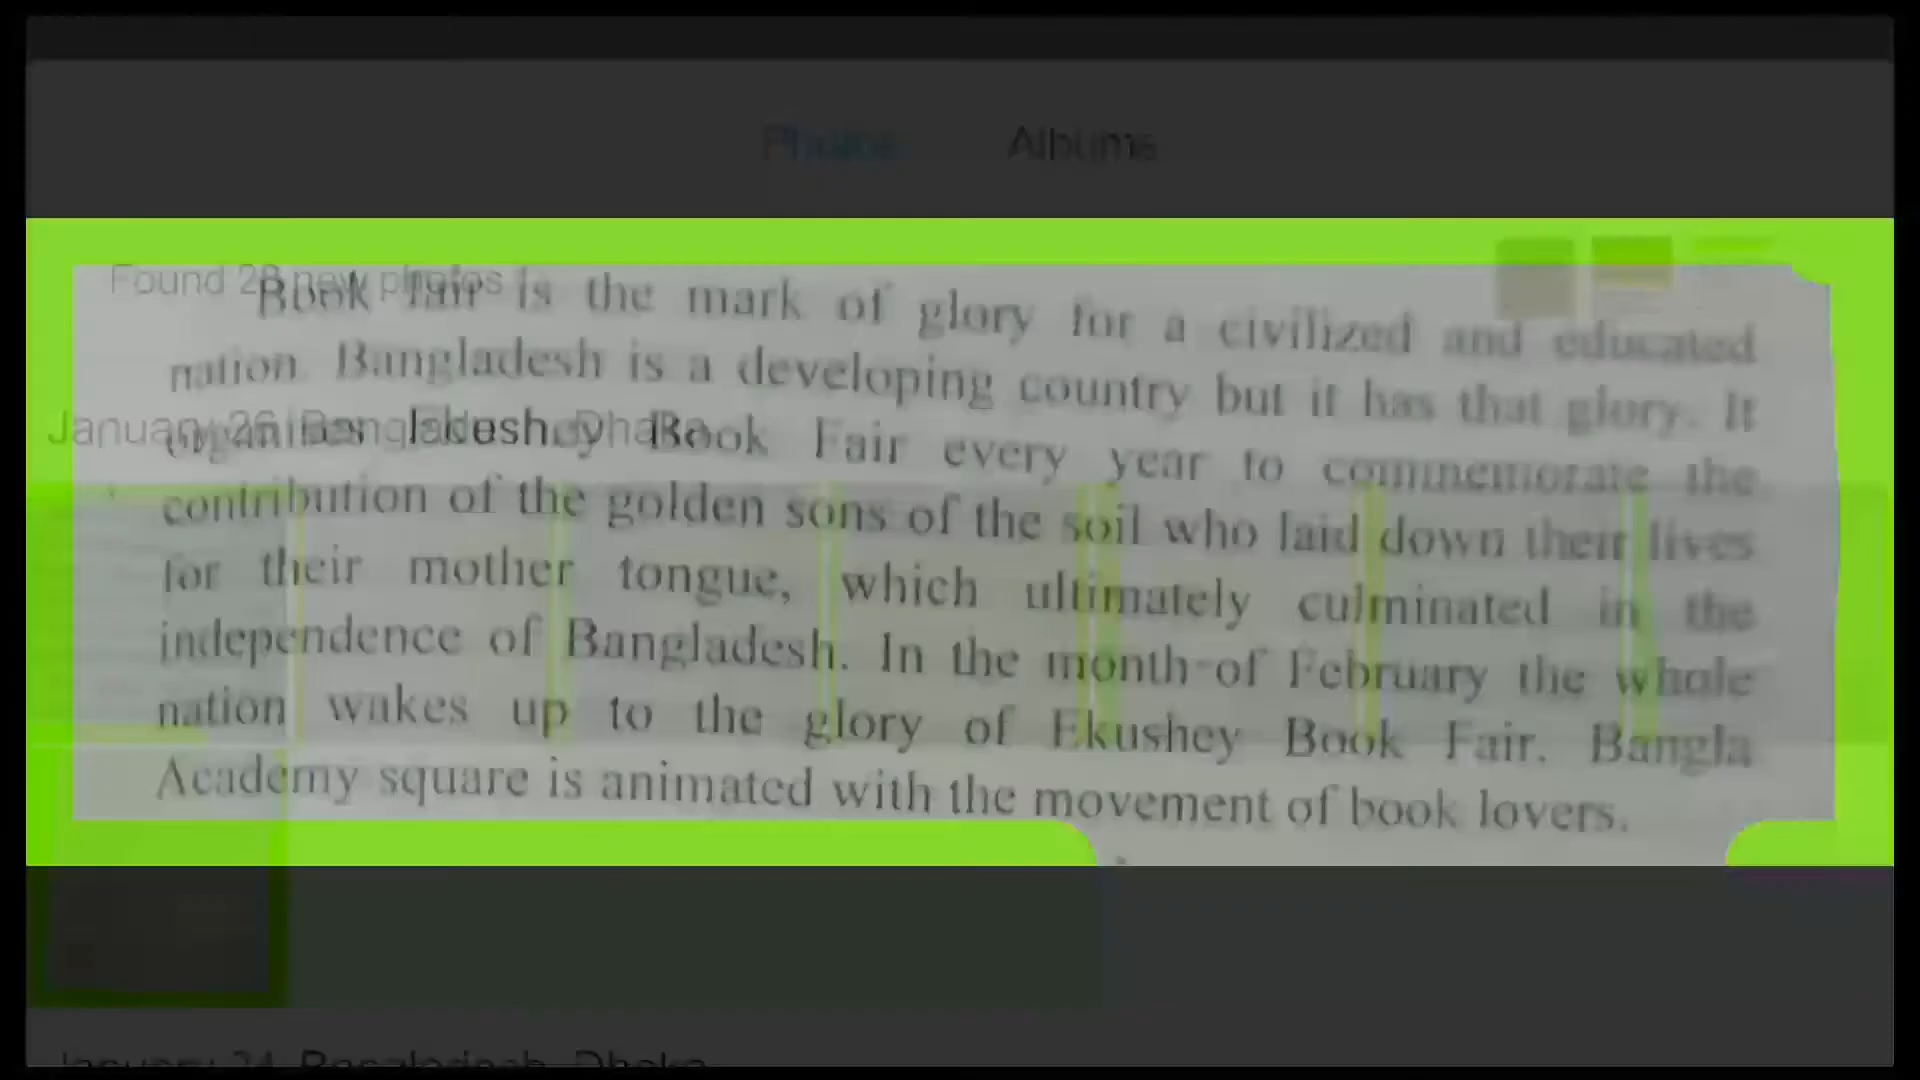 Photos Albums
Found 28 new photos
Book fair is the mark of glory for a civilized and educated
nation. Bangladesh is a developing country but it has that glory. It
organises Ekushey Book Fair every year to commemorate the
January 26 Bangladesh, Dhaka
contribution of the golden sons of the soil who laid down their lives
for their mother tongue, which ultimately culminated in the
independence of Bangladesh. In the month-of February the whole
nation wakes up to the glory of Ekushey Book Fair. Bangla
Academy square is animated with the movement of book lovers.
January 24 Bangladesh, Dhaka